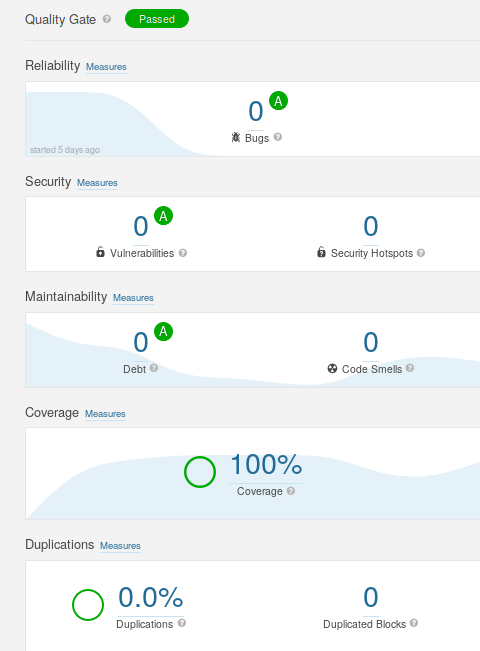 Quality Gate ? Passed
Reliability Measures
0 A
Bugs ?
started 5 days ago
Security Measures
0 A 0
Vulnerabilities ? Security Hotspots ?
Maintainability Measures
0 A 0
Debt ? Code Smells ?
Coverage Measures
100%
Coverage ?
Duplications Measures
0.0% 0
Duplications ? Duplicated Blocks ?